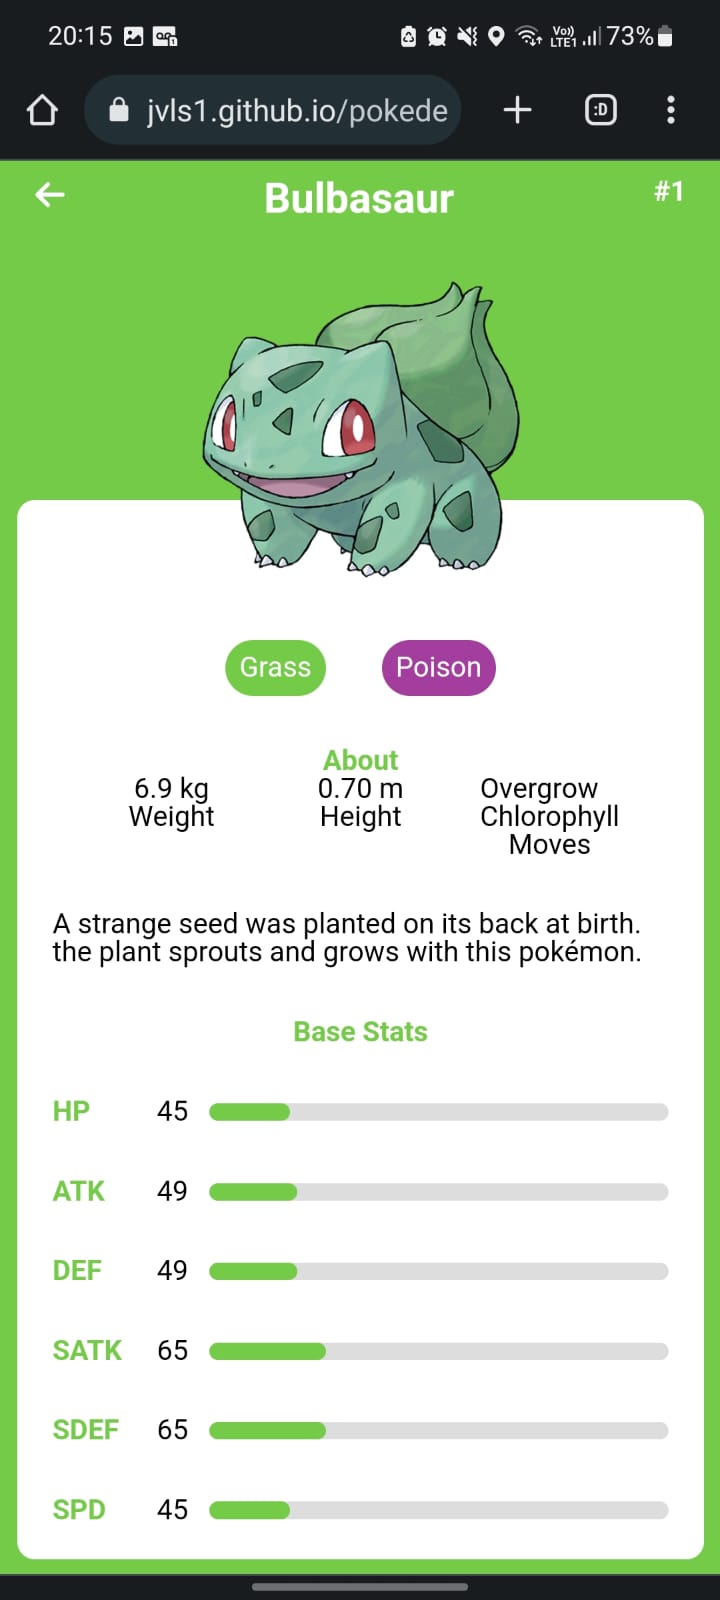 20:15 Vo)) LTE1 73%
jvls1.github.io/pokede :D
Bulbasaur #1
Grass Poison
About
6.9 kg 0.70 m Overgrow
Weight Height Chlorophyll
Moves
A strange seed was planted on its back at birth.
the plant sprouts and grows with this pokémon.
Base Stats
HP 45
ATK 49
DEF 49
SATK 65
SDEF 65
SPD 45